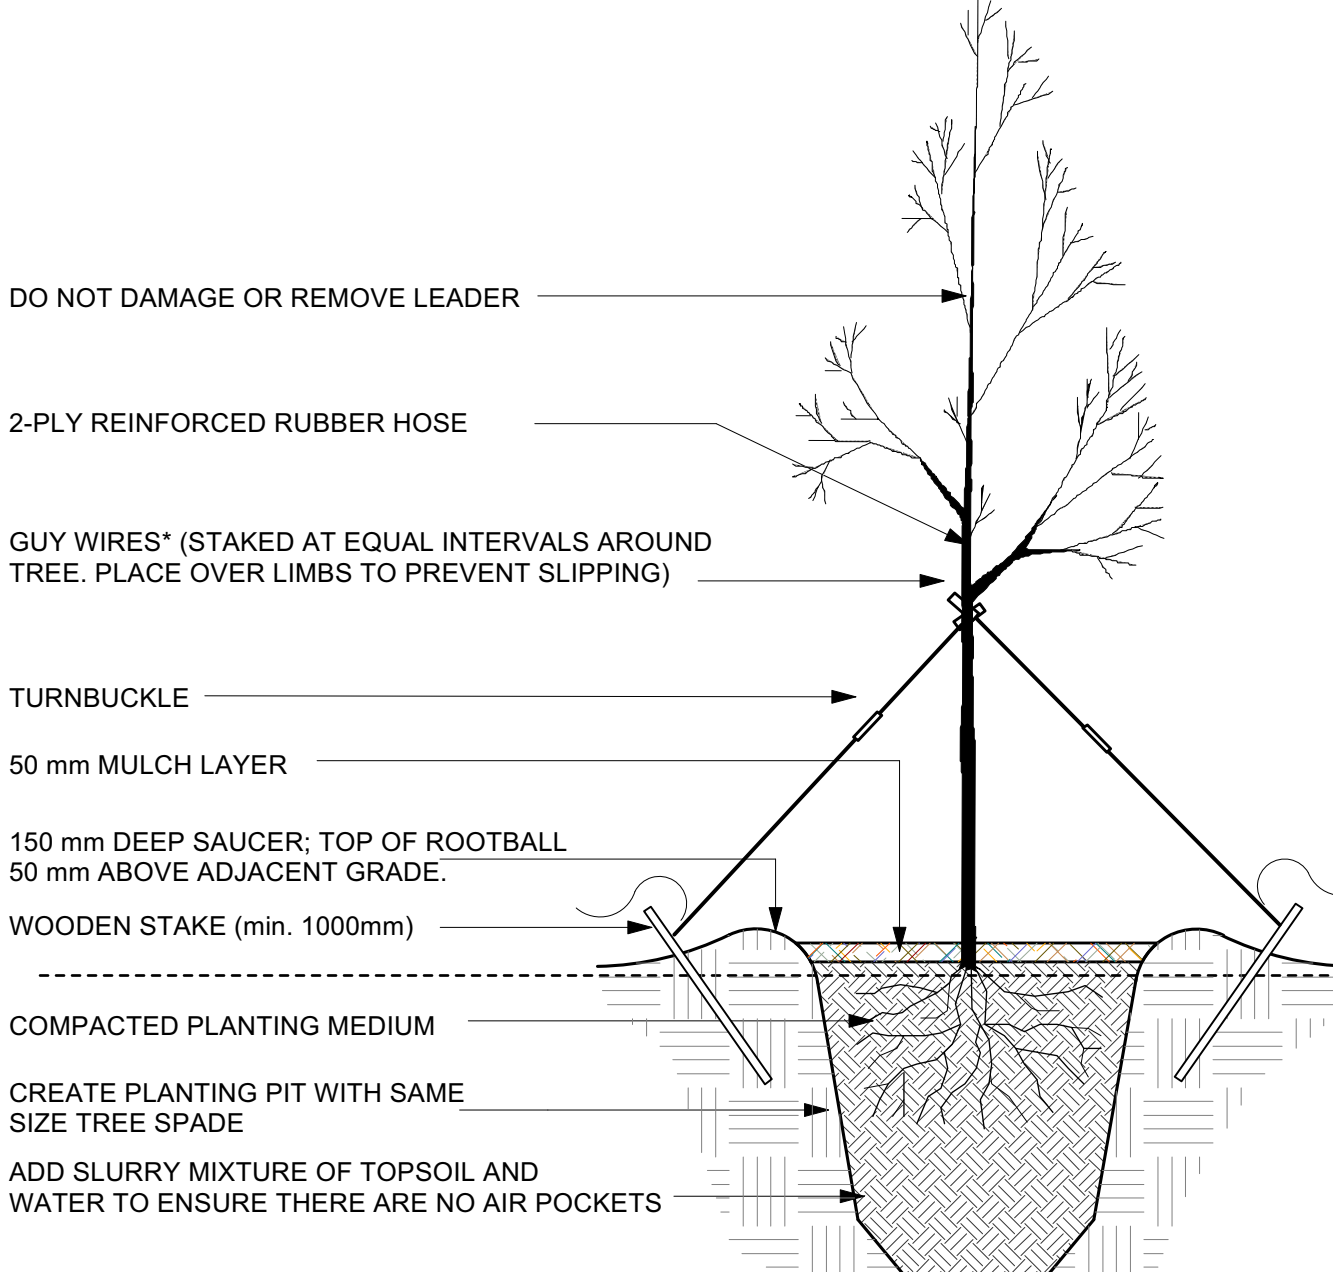 DO NOT DAMAGE OR REMOVE LEADER
2-PLY REINFORCED RUBBER HOSE
GUY WIRES* (STAKED AT EQUAL INTERVALS AROUND
TREE. PLACE OVER LIMBS TO PREVENT SLIPPING)
TURNBUCKLE
50 mm MULCH LAYER
150 mm DEEP SAUCER; TOP OF ROOTBALL
50 mm ABOVE ADJACENT GRADE.
WOODEN STAKE (min. 1000mm)
COMPACTED PLANTING MEDIUM
CREATE PLANTING PIT WITH SAME
SIZE TREE SPADE
ADD SLURRY MIXTURE OF TOPSOIL AND
WATER TO ENSURE THERE ARE NO AIR POCKETS